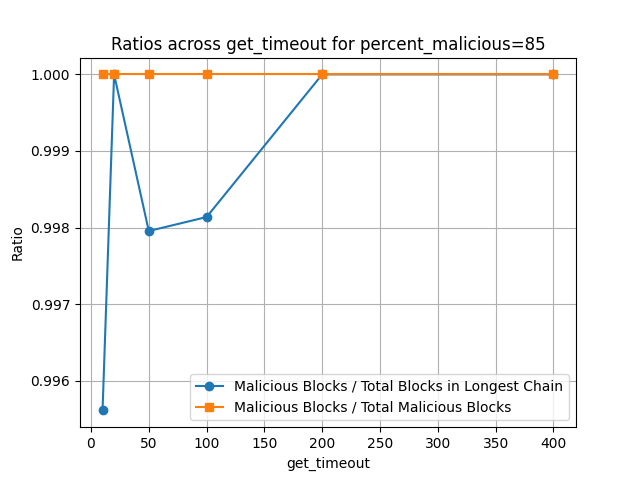 Ratios across get_timeout for percent_malicious=85
1.000
0.999
0.998
0.997
0.996
Ratio
Malicious Blocks / Total Blocks in Longest Chain
Malicious Blocks / Total Malicious Blocks
0 50 100 150 200 250 300 350 400
get_timeout